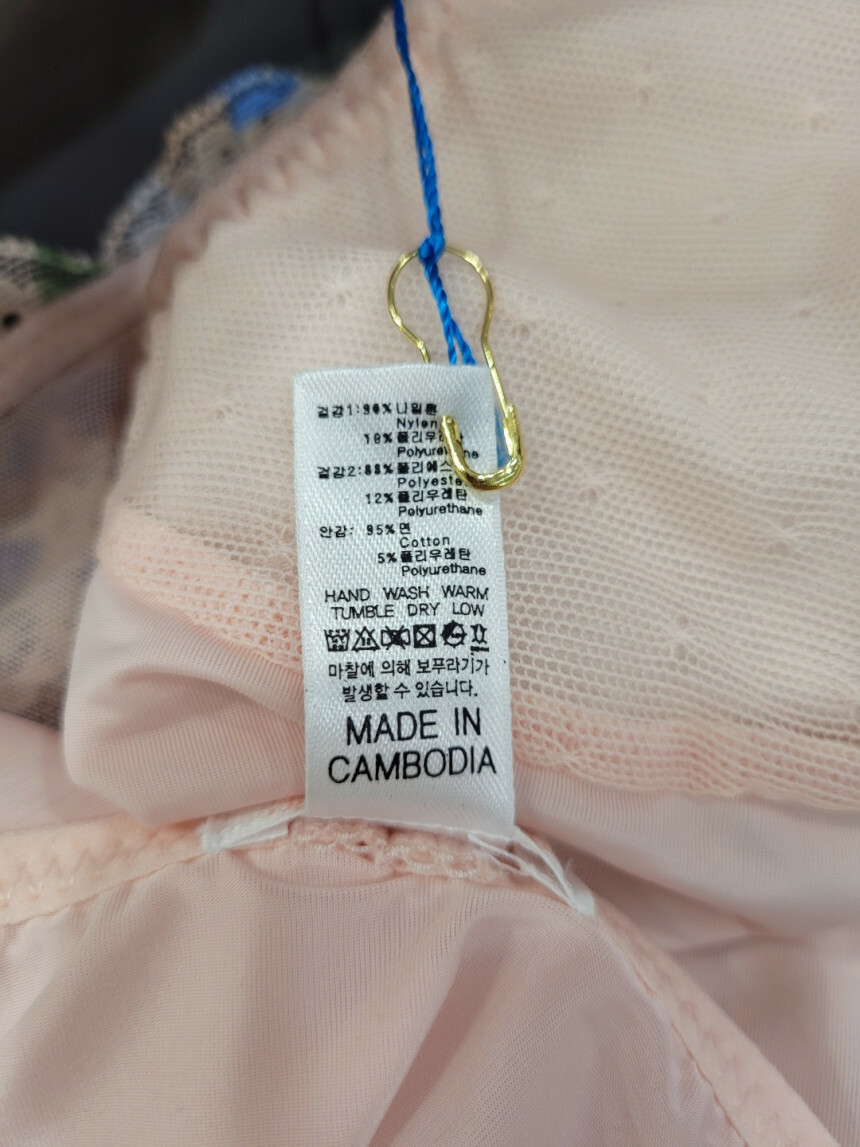 겉감1:90% 나일론
Nylon
10% 폴리우레탄
Polyurethane
겉감2:88% 폴리에스
Polyester
12% 폴리우레탄
Polyurethane
안감: 95% 면
Cotton
5% 폴리우레탄
Polyurethane
HAND WASH WARM
TUMBLE DRY LOW
마찰에 의해 보푸라기가
발생할 수 있습니다.
MADE IN
CAMBODIA